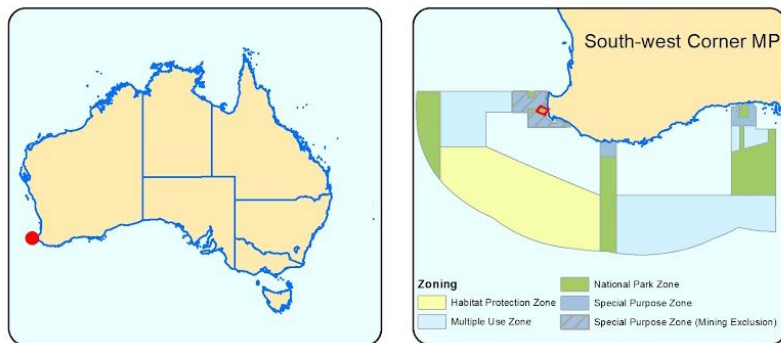 South-west Corner MP
Zoning
Habitat Protection Zone
Multiple Use Zone
National Park Zone
Special Purpose Zone
Special Purpose Zone (Mining Exclusion)